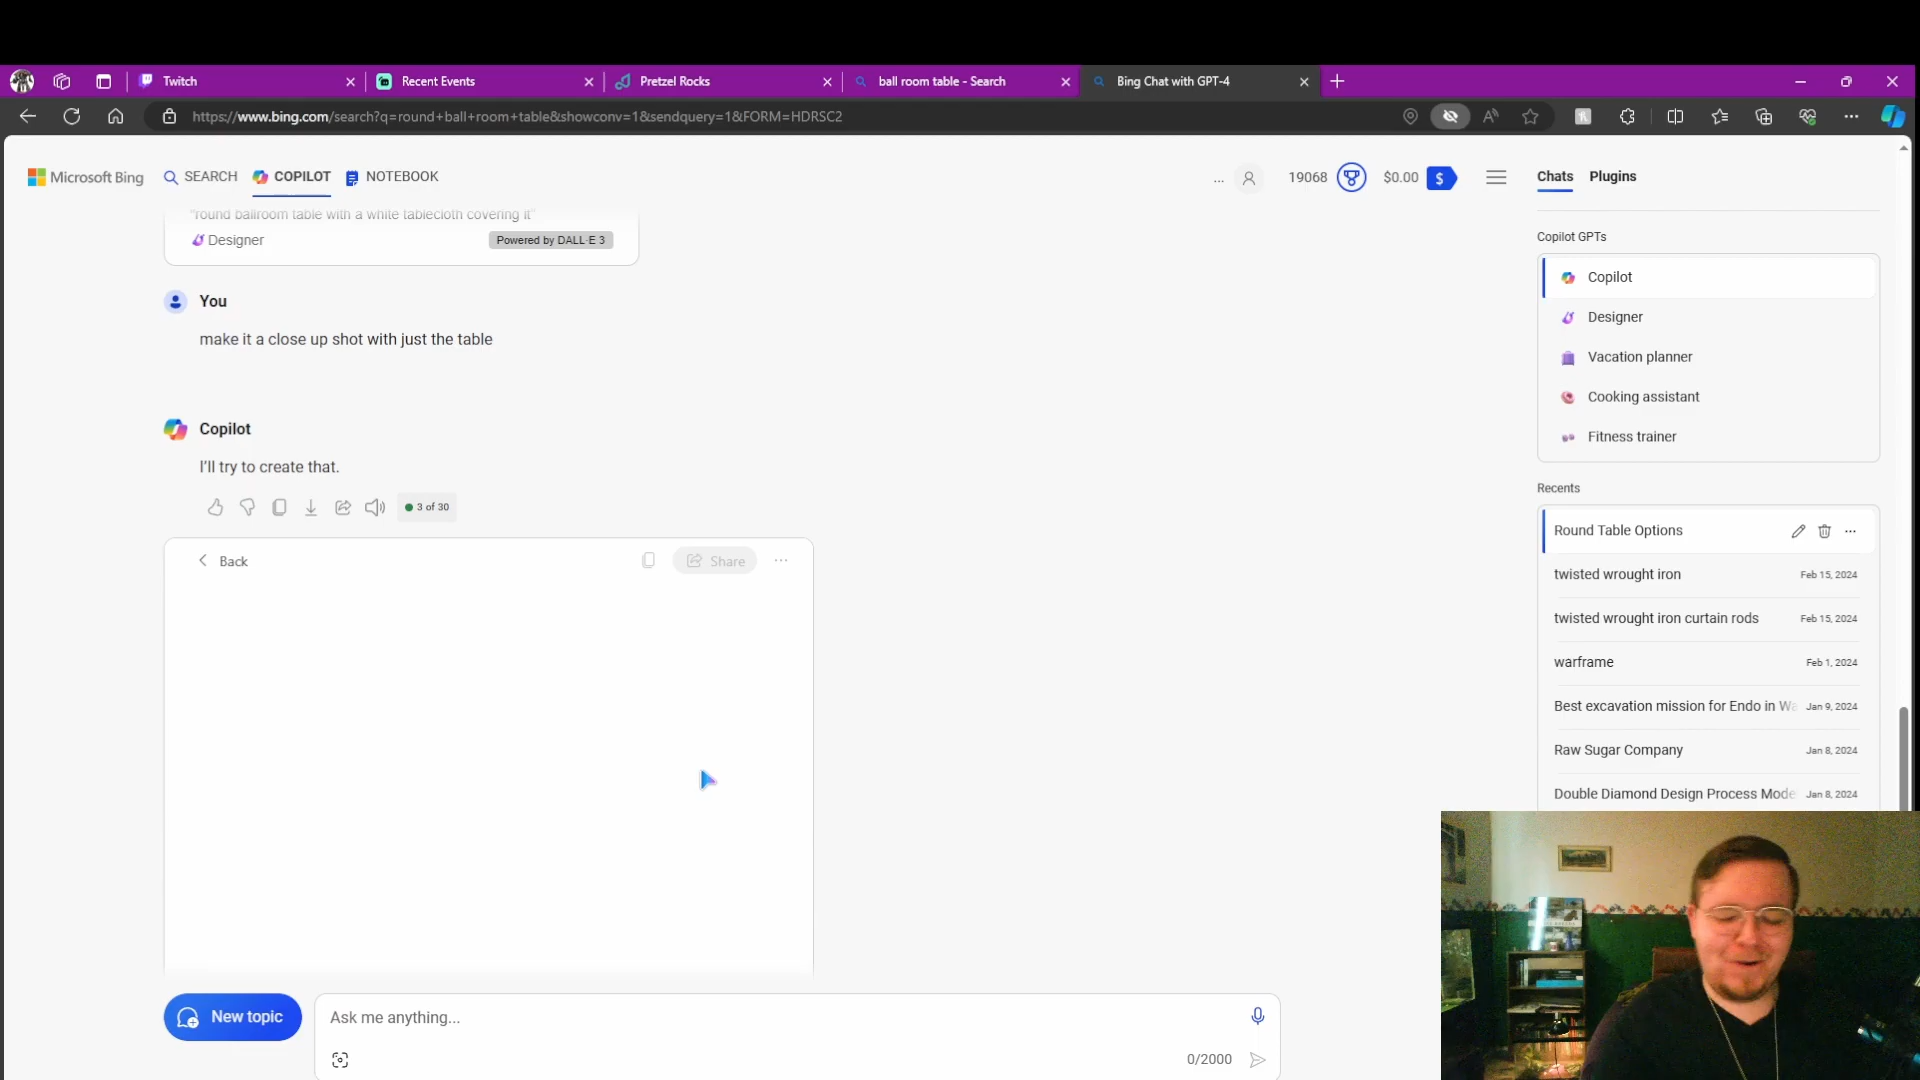 Twitch
Recent Events
Pretzel Rocks
ball room table - Search
Bing Chat with GPT-4
https://www.bing.com/search?q=round+ball+room+table&showconv=1&sendquery=1&FORM=HDRSC2
Microsoft Bing
SEARCH
COPILOT
NOTEBOOK
...
19068
$0.00
$
Chats
Plugins
"round ballroom table with a white tablecloth covering it"
Designer
Powered by DALL·E 3
You
make it a close up shot with just the table
Copilot
I'll try to create that.
3 of 30
Back
Share
Copilot GPTs
Copilot
Designer
Vacation planner
Cooking assistant
Fitness trainer
Recents
Round Table Options
twisted wrought iron Feb 15, 2024
twisted wrought iron curtain rods Feb 15, 2024
warframe Feb 1, 2024
Best excavation mission for Endo in Wa Jan 9, 2024
Raw Sugar Company Jan 8, 2024
Double Diamond Design Process Mode Jan 8, 2024
New topic
Ask me anything...
0/2000